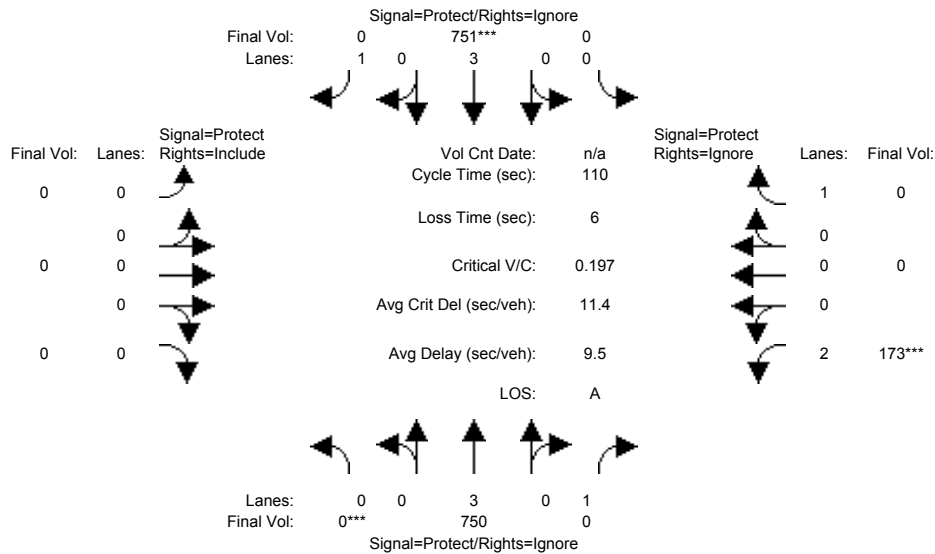 Signal=Protect/Rights=Ignore
Final Vol: 0 751*** 0
Lanes: 1 0 3 0 0
Signal=Protect
Final Vol: Lanes: Rights=Include
Vol Cnt Date: n/a
Signal=Protect
Rights=Ignore Lanes: Final Vol:
Cycle Time (sec): 110
0 0
1 0
Loss Time (sec): 6
0
0
0 0
Critical V/C: 0.197
0 0
0
Avg Crit Del (sec/veh): 11.4
0
0 0
Avg Delay (sec/veh): 9.5
2 173***
LOS: A
Lanes: 0 0 3 0 1
Final Vol: 0*** 750 0
Signal=Protect/Rights=Ignore